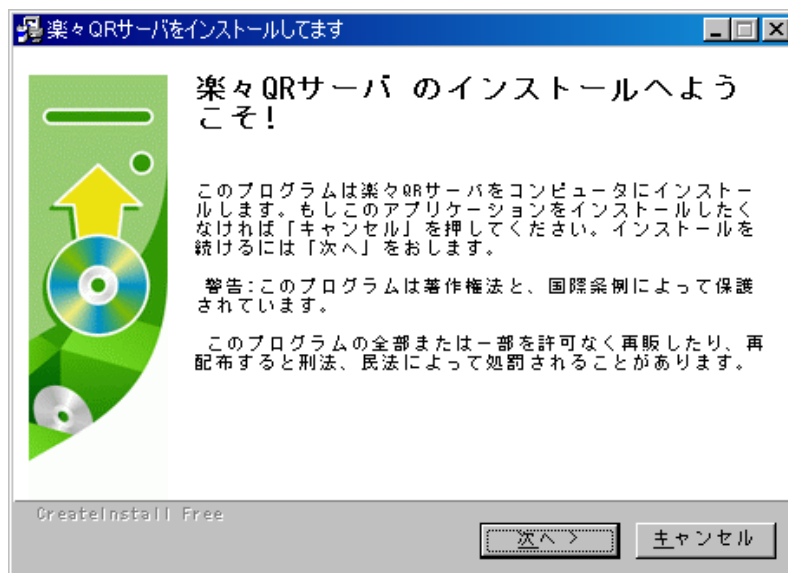 楽々QRサーバをインストールしてます
楽々QRサーバ のインストールへよう
こそ!
このプログラムは楽々QRサーバをコンピュータにインストー
ルします。もしこのアプリケーションをインストールしたく
なければ「キャンセル」を押してください。インストールを
続けるには「次へ」をおします。
警告:このプログラムは著作権法と、国際条例によって保護
されています。
このプログラムの全部または一部を許可なく再販したり、再
配布すると刑法、民法によって処罰されることがあります。
CreateInstall Free
次へ >
キャンセル